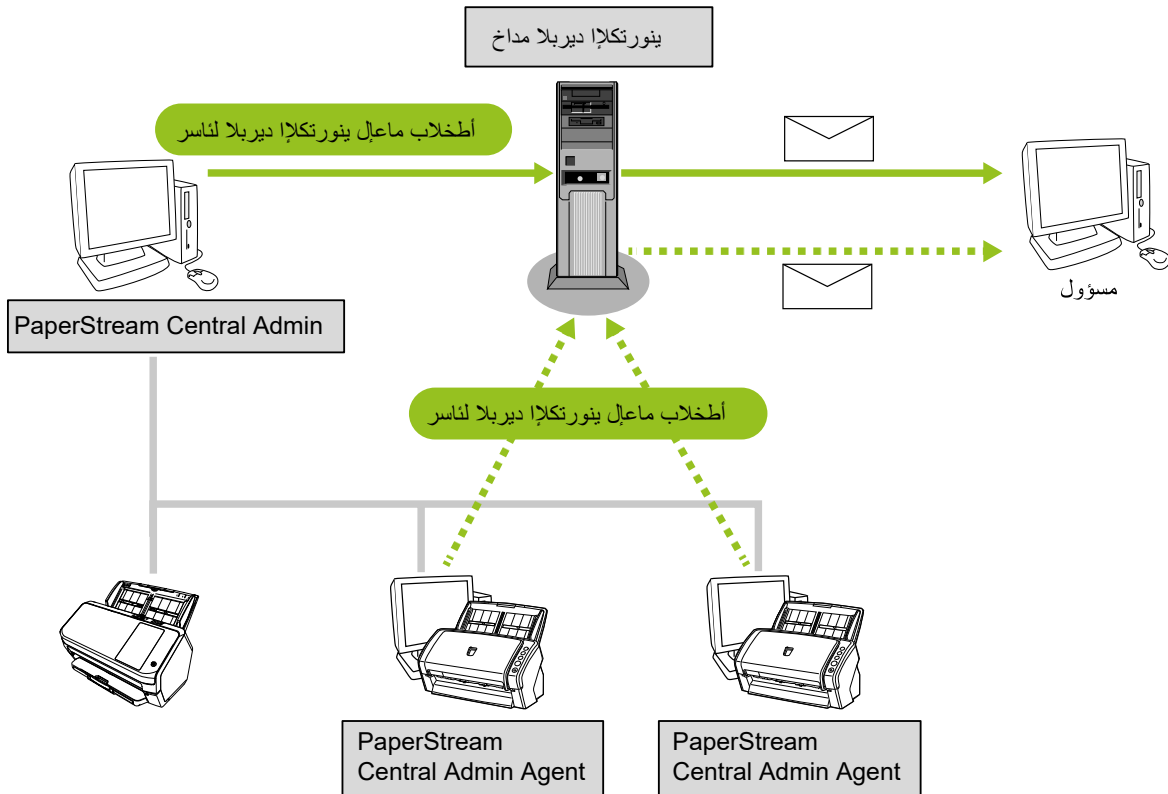 ينورتكلإا ديربلا مداخ
أطخلاب ماعإل ينورتكلإا ديربلا لئاسر
مسؤول
PaperStream Central Admin
أطخلاب ماعإل ينورتكلإا ديربلا لئاسر
PaperStream
Central Admin Agent
PaperStream
Central Admin Agent